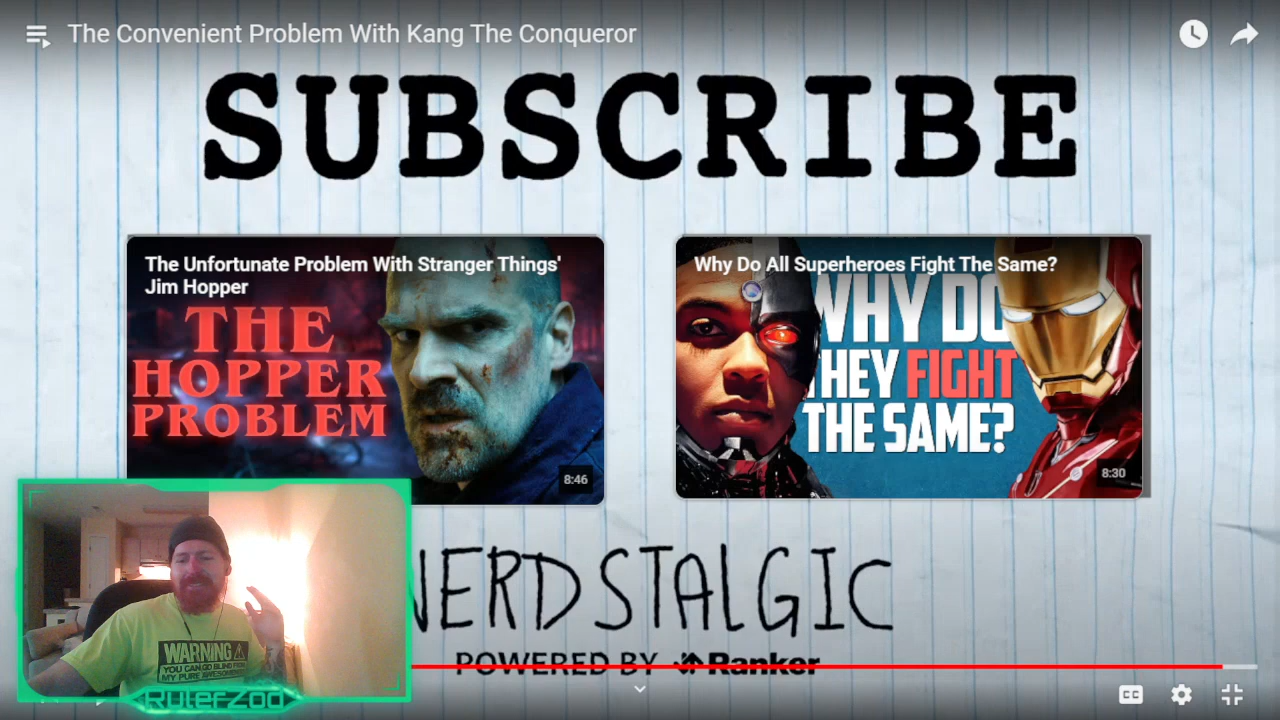 The Convenient Problem With Kang The Conqueror
SUBSCRIBE
The Unfortunate Problem With Stranger Things'
Jim Hopper
THE
HOPPER
PROBLEM
8:46
Why Do All Superheroes Fight The Same?
WHY DO
THEY FIGHT
THE SAME?
8:30
NERDSTALGIC
POWERED BY Ranker
WARNING
YOU CAN GO BLIND FROM
MY PURE AWESOMENESS
RulerZod
CC